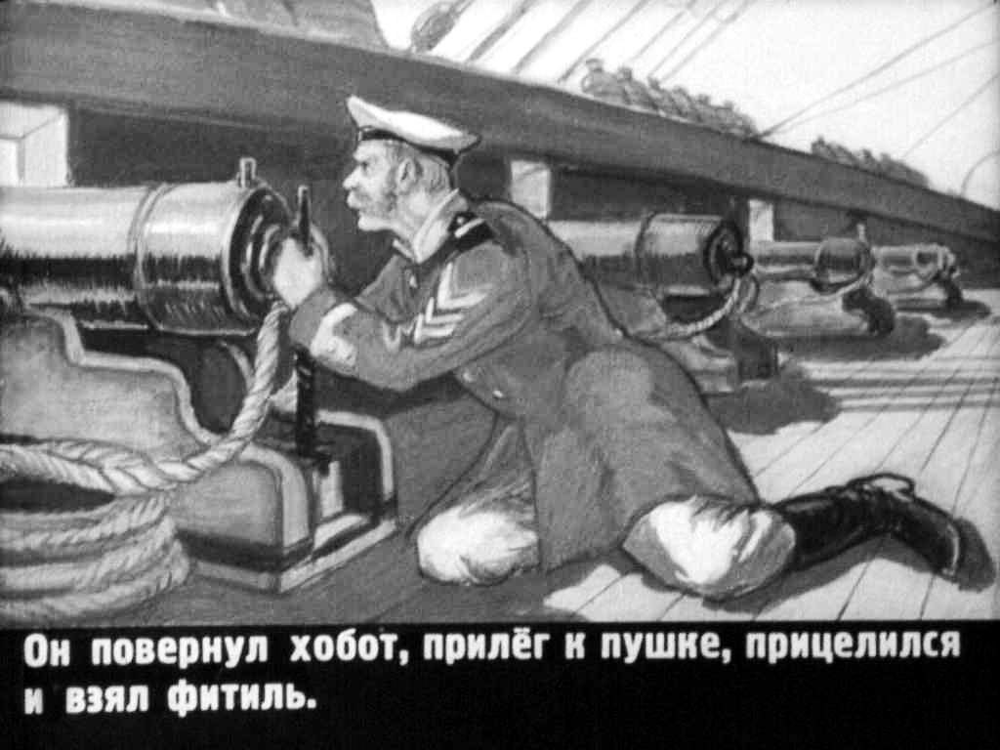 Он повернул хобот, прилёг к пушке, прицелился
и взял фитиль.